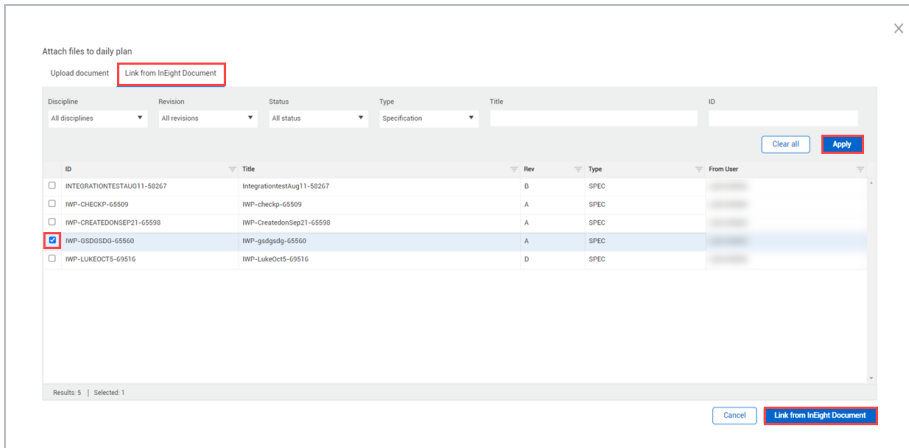 Attach files to daily plan
Upload document Link from InEight Document
Discipline Revision Status Type Title ID
All disciplines All revisions All status Specification
Clear all Apply
ID Title Rev Type From User
INTEGRATIONTESTAUG11-50267 IntegrationtestAug11-50267 B SPEC
IWP-CHECKP-65509 IWP-checkp-65509 A SPEC
IWP-CREATEDONSEP21-65598 IWP-CreatedonSep21-65598 A SPEC
IWP-GSDGSDG-65560 IWP-gsdgsdg-65560 A SPEC
IWP-LUKEOCT5-69516 IWP-LukeOct5-69516 D SPEC
Results: 5 | Selected: 1
Cancel Link from InEight Document